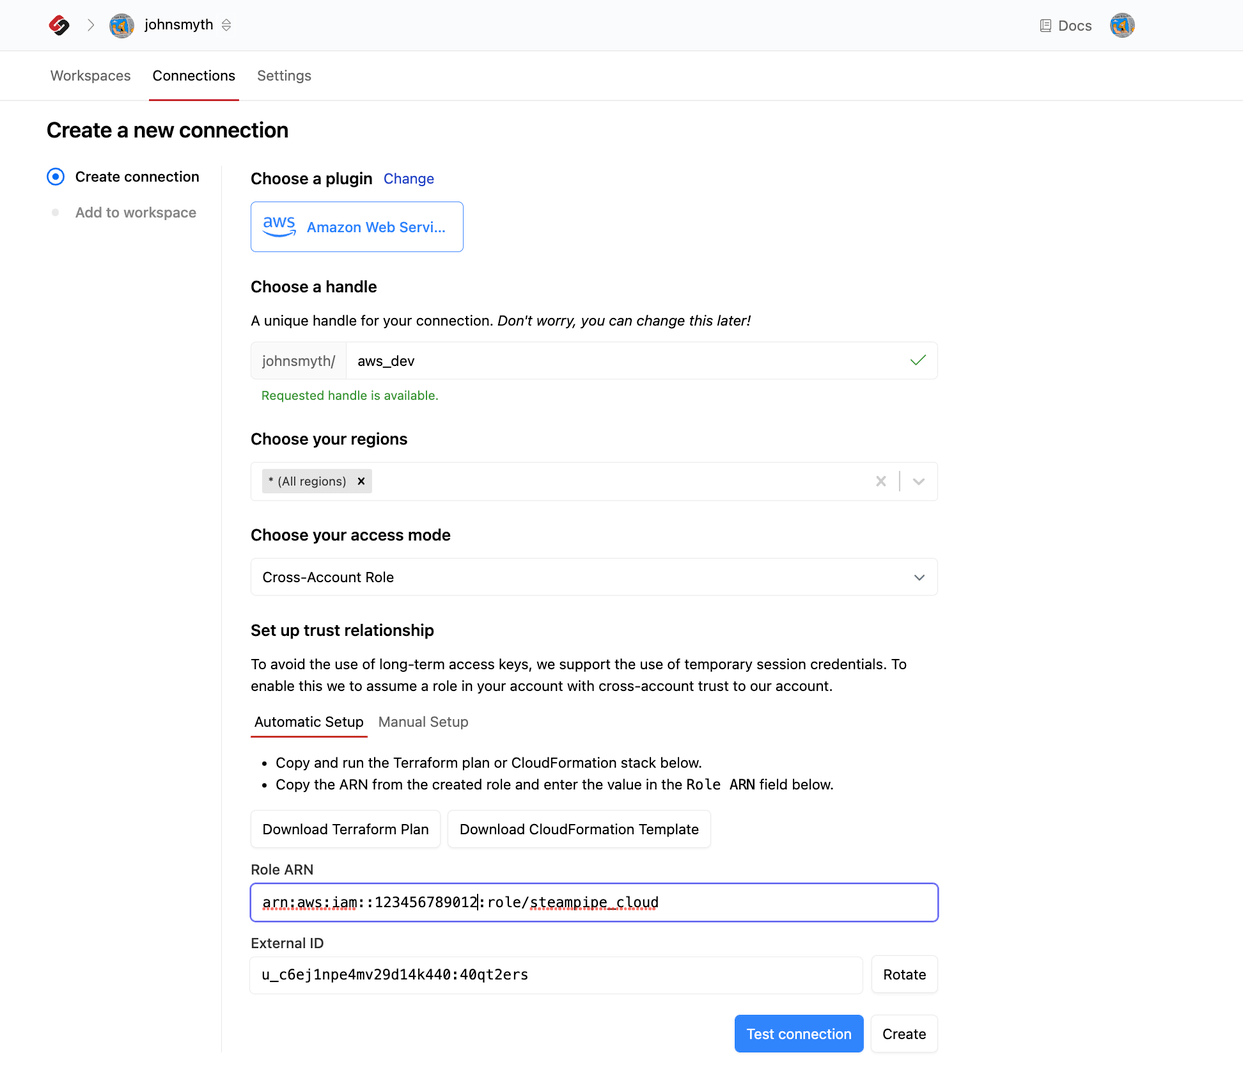 johnsmyth
Docs
Workspaces
Connections
Settings
Create a new connection
Create connection
Add to workspace
Choose a plugin Change
aws Amazon Web Servi...
Choose a handle
A unique handle for your connection. Don't worry, you can change this later!
johnsmyth/ aws_dev
Requested handle is available.
Choose your regions
* (All regions)
Choose your access mode
Cross-Account Role
Set up trust relationship
To avoid the use of long-term access keys, we support the use of temporary session credentials. To
enable this we to assume a role in your account with cross-account trust to our account.
Automatic Setup Manual Setup
• Copy and run the Terraform plan or CloudFormation stack below.
• Copy the ARN from the created role and enter the value in the Role ARN field below.
Download Terraform Plan
Download CloudFormation Template
Role ARN
arn:aws:iam::123456789012:role/steampipe_cloud
External ID
u_c6ej1npe4mv29d14k440:40qt2ers
Rotate
Test connection
Create